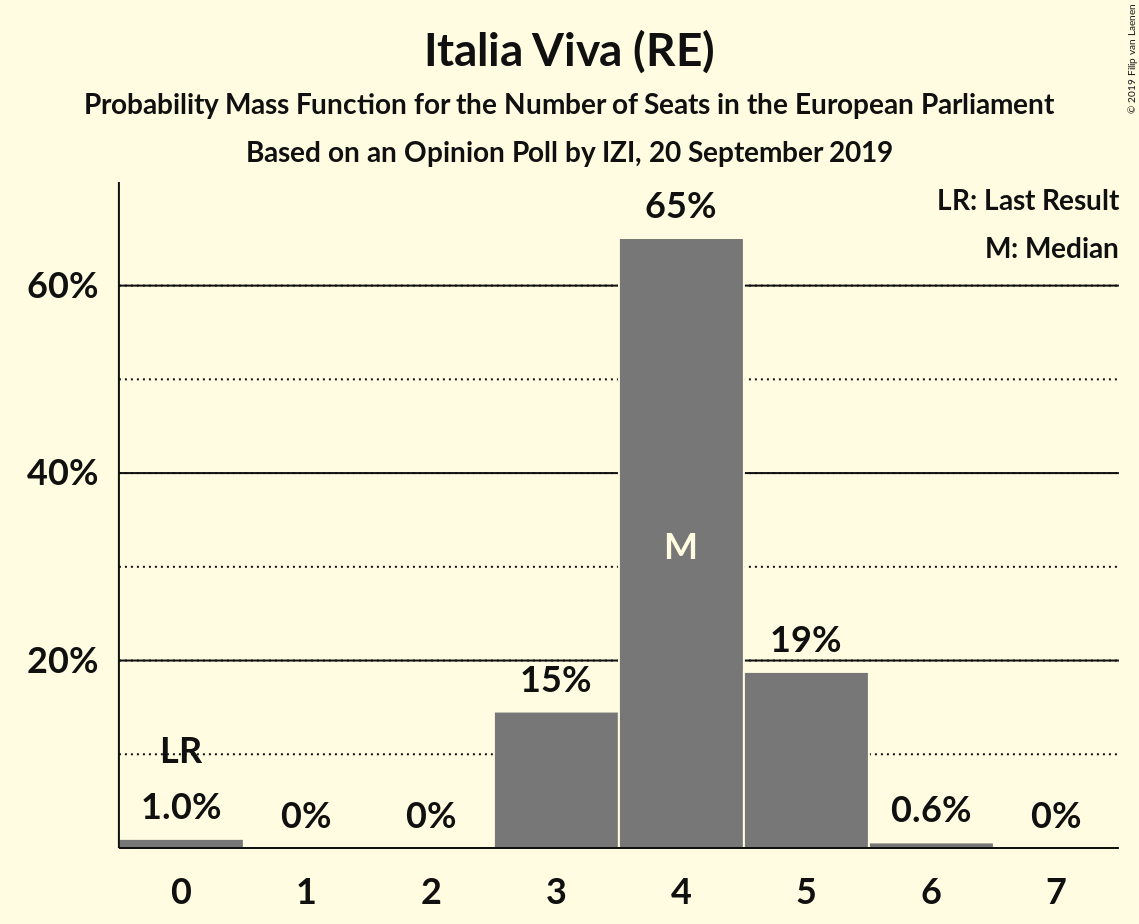 Italia Viva (RE)
Probability Mass Function for the Number of Seats in the European Parliament
Based on an Opinion Poll by IZI, 20 September 2019
© 2019 Filip van Laenen
LR: Last Result
M: Median
60%
40%
20%
LR
1.0%
0%
0%
15%
65%
M
19%
0.6%
0%
0 1 2 3 4 5 6 7